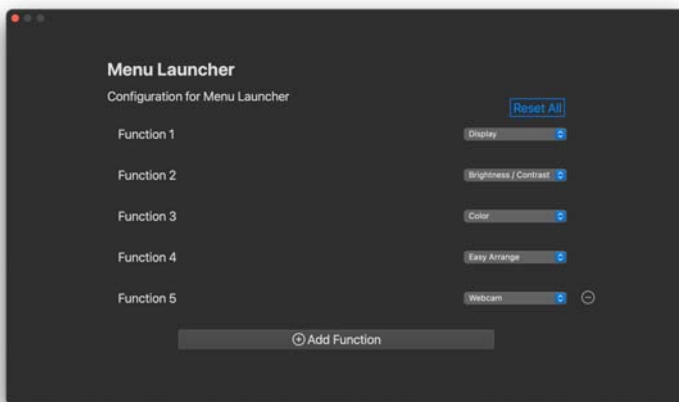 Menu Launcher
Configuration for Menu Launcher
Reset All
Function 1 Display
Function 2 Brightness / Contrast
Function 3 Color
Function 4 Easy Arrange
Function 5 Webcam
Add Function